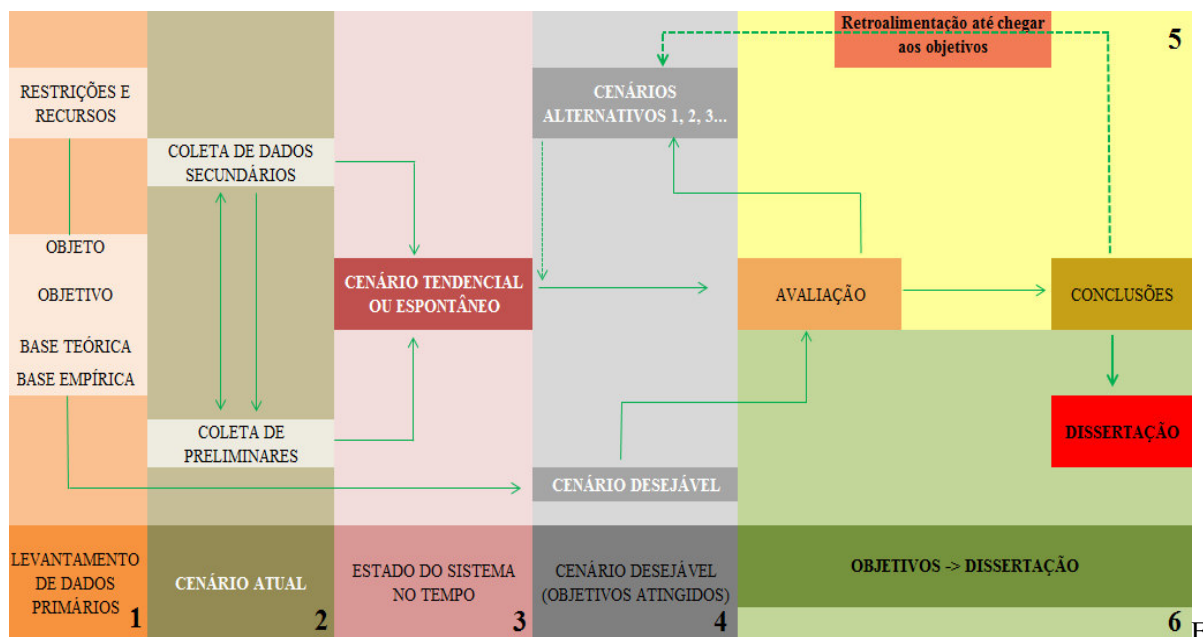 RESTRIÇÕES E
RECURSOS
OBJETO
OBJETIVO
BASE TEÓRICA
BASE EMPÍRICA
LEVANTAMENTO
DE DADOS
PRIMÁRIOS
1
COLETA DE DADOS
SECUNDÁRIOS
COLETA DE
PRELIMINARES
CENÁRIO ATUAL
2
CENÁRIO TENDENCIAL
OU ESPONTÂNEO
ESTADO DO SISTEMA
NO TEMPO
3
CENÁRIOS
ALTERNATIVOS 1, 2, 3...
CENÁRIO DESEJÁVEL
CENÁRIO DESEJÁVEL
(OBJETIVOS ATINGIDOS)
4
Retroalimentação até chegar
aos objetivos
5
AVALIAÇÃO
CONCLUSÕES
DISSERTAÇÃO
OBJETIVOS -> DISSERTAÇÃO
6